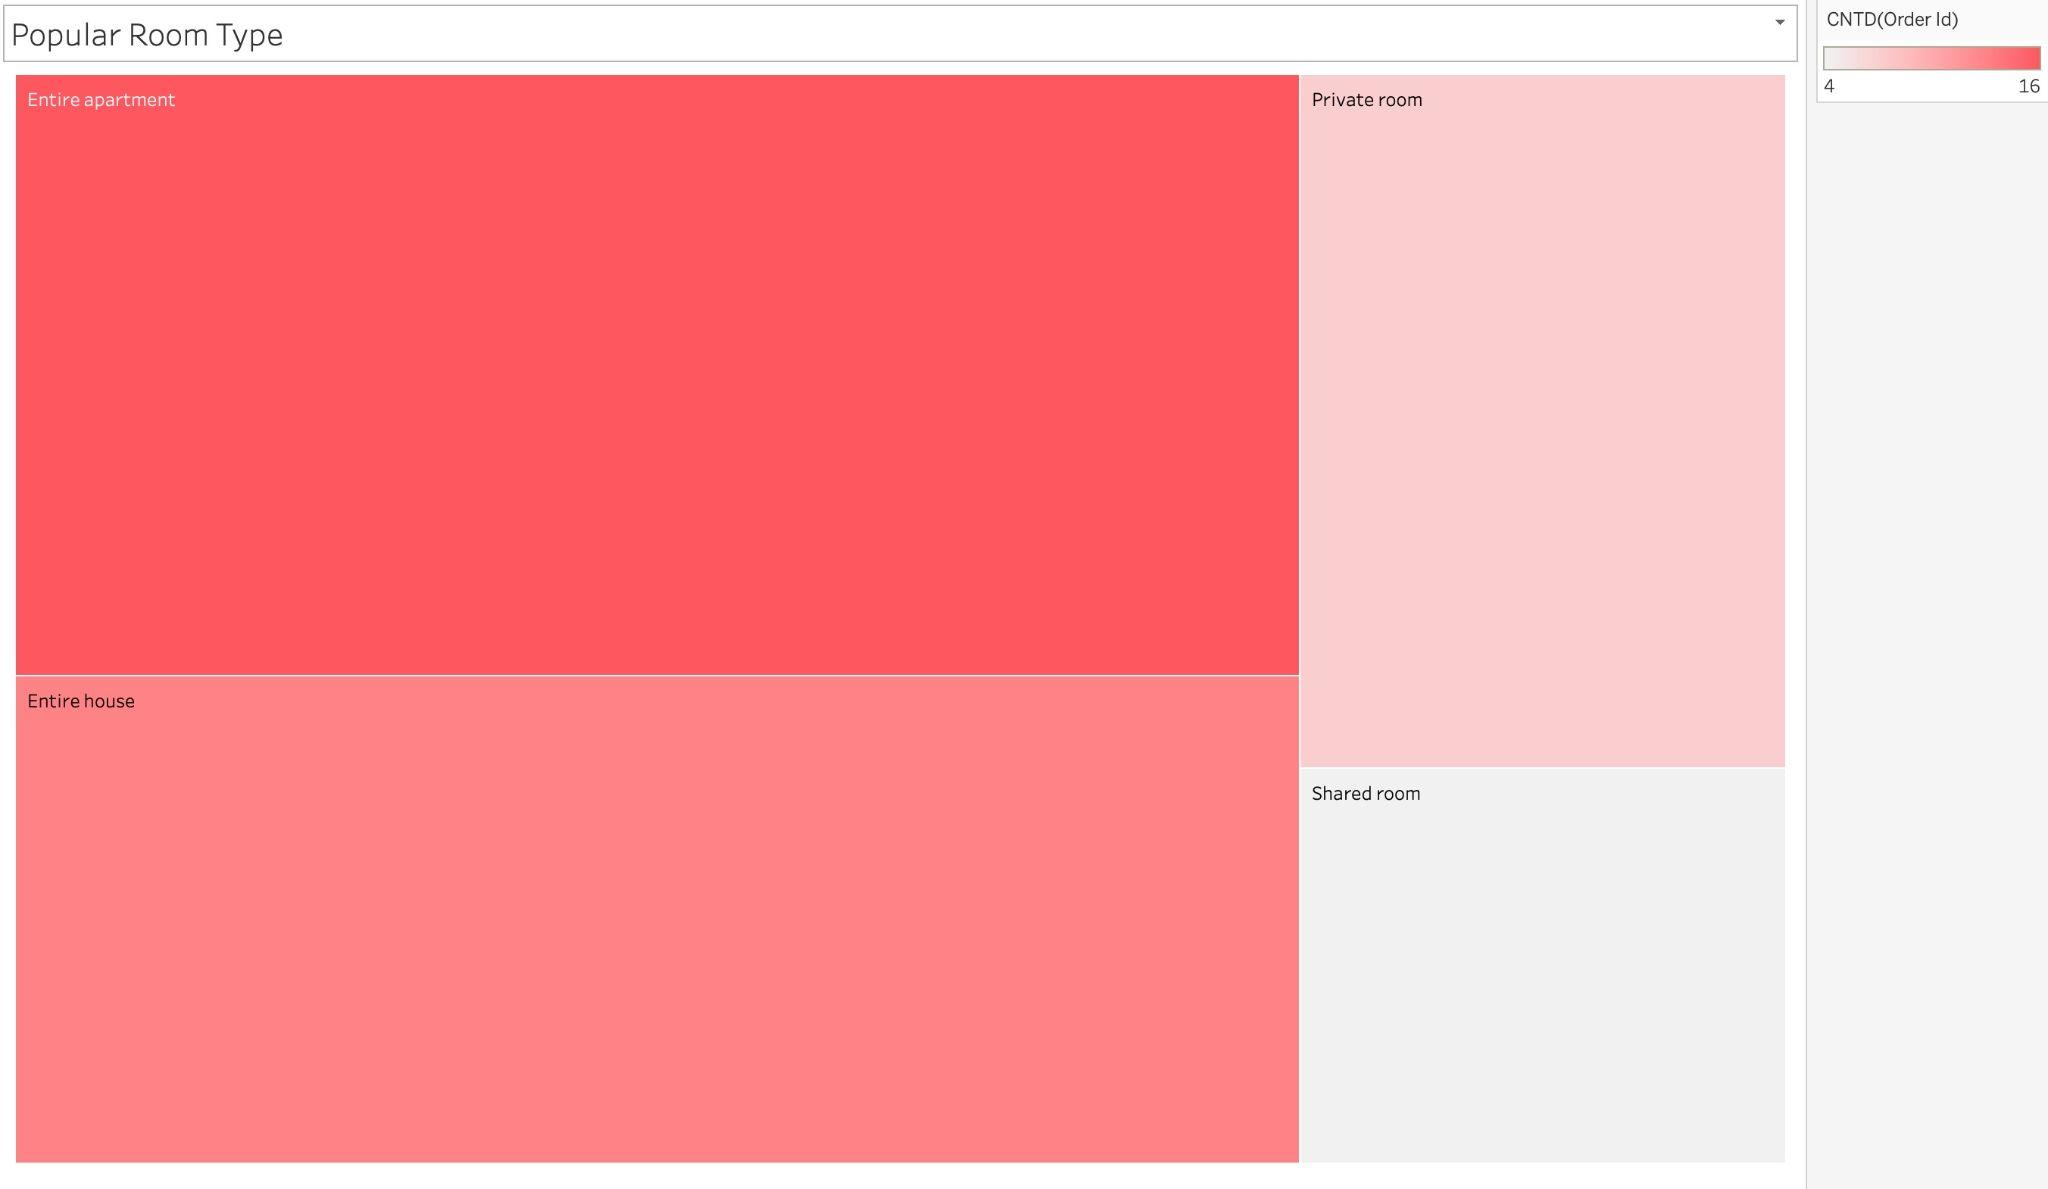 Popular Room Type
CNTD(Order Id)
4 16
Entire apartment
Private room
Entire house
Shared room